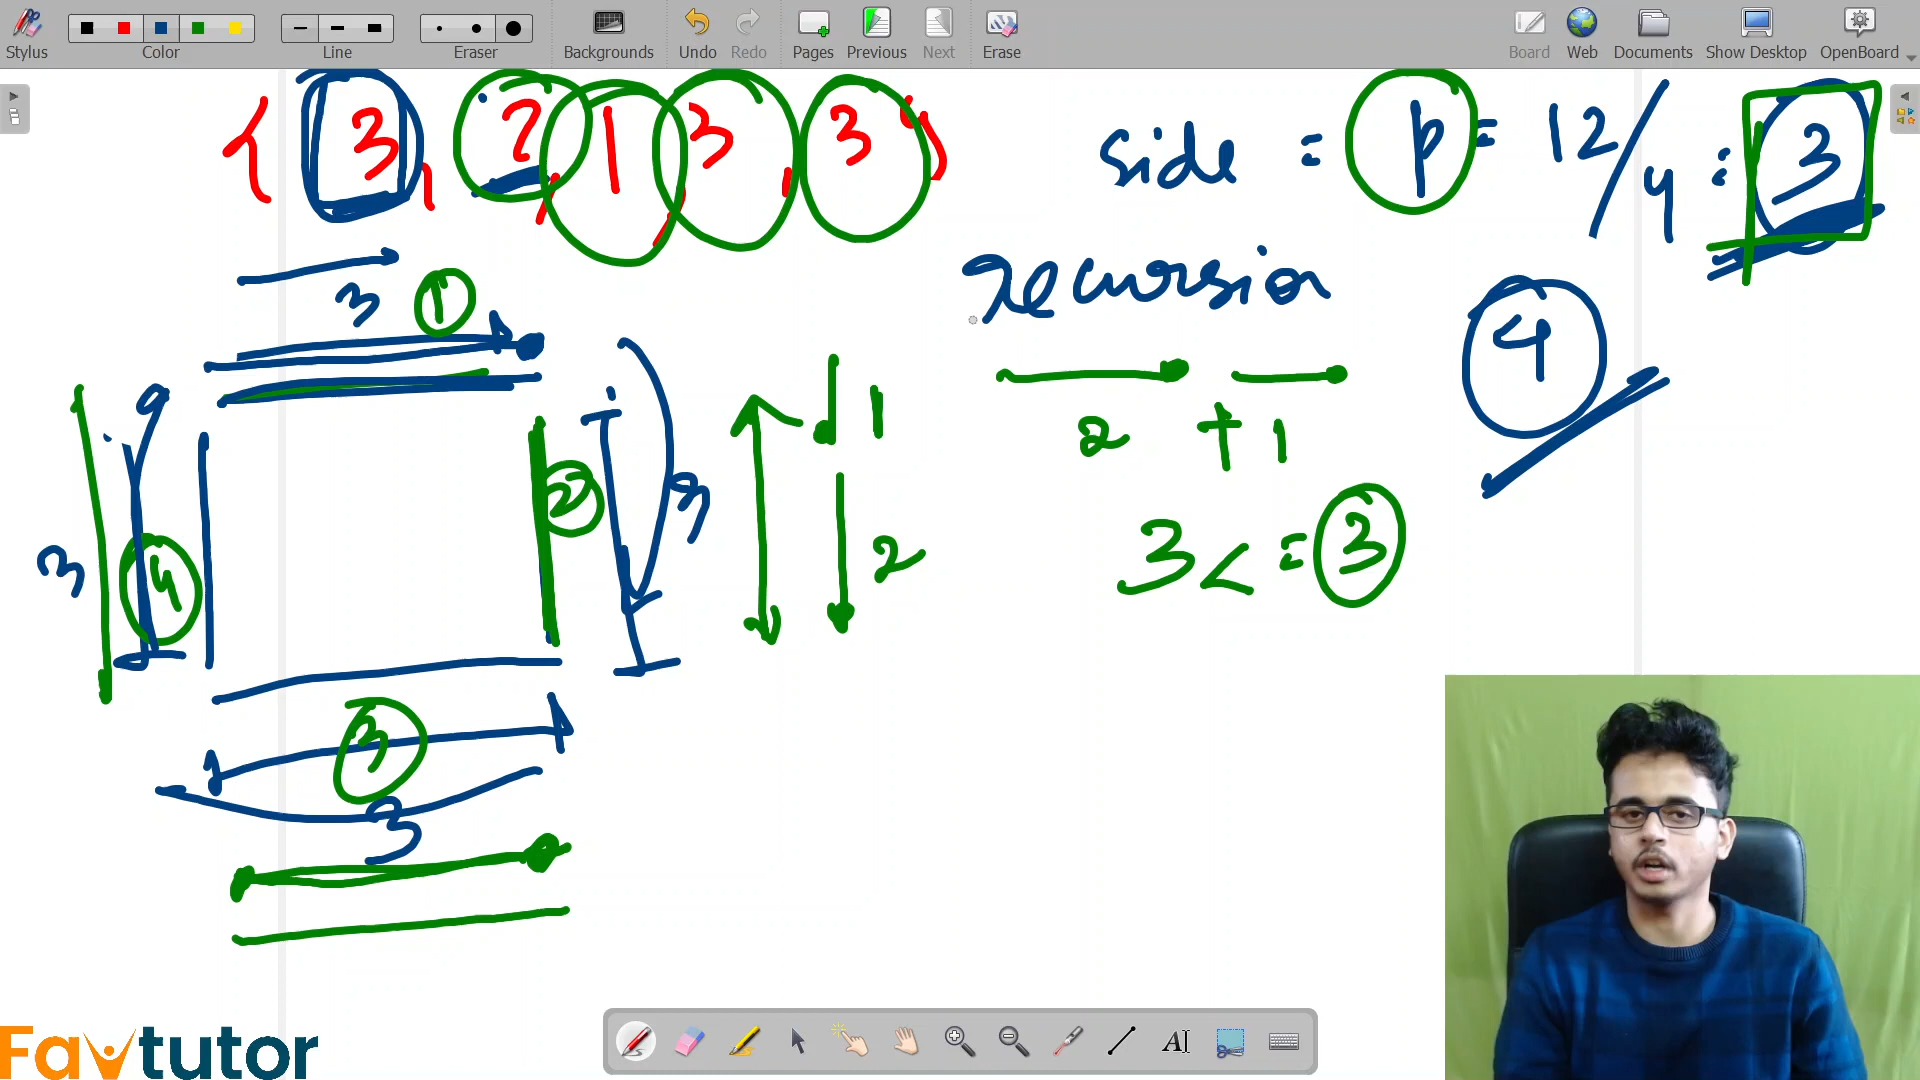 Stylus Color Line Eraser Backgrounds Undo Redo Pages Previous Next Erase Board Web Documents Show Desktop OpenBoard
{ 3, 2, 1, 3, 3 }
side = p = 12/4 = 3
3 1
recursion
4
1
2 + 1
2
3
3
4
2
3 <= 3
3
3
Favtutor
AI